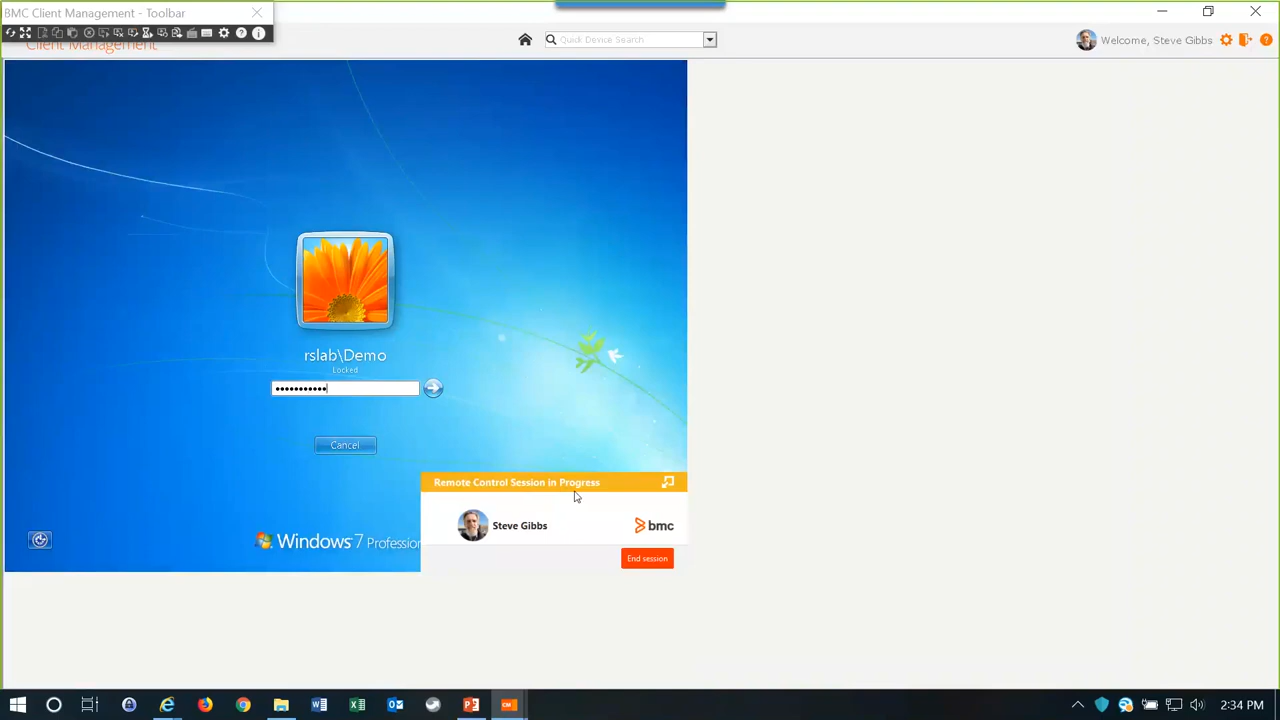 BMC Client Management - Toolbar
Client Management
Quick Device Search
Welcome, Steve Gibbs
rslab\Demo
Locked
•••••••••••
Cancel
Remote Control Session in Progress
Steve Gibbs
bmc
Windows 7 Profession
End session
2:34 PM